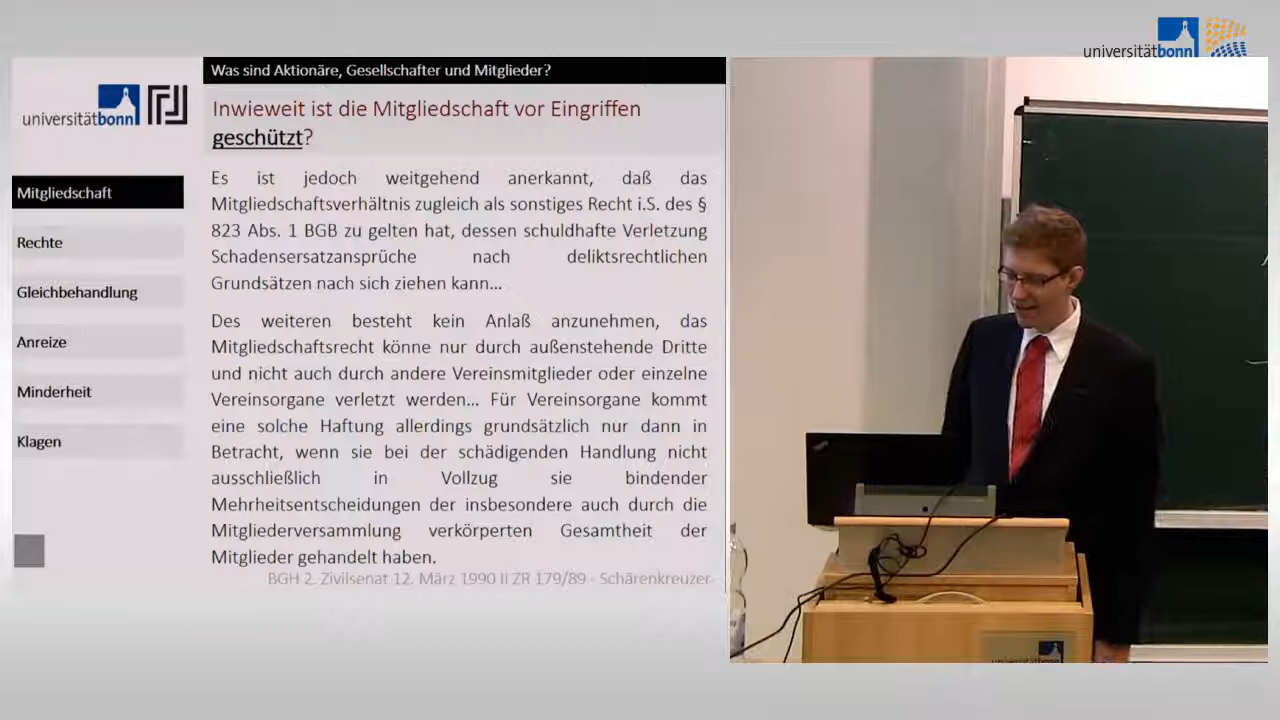 universitätbonn
Was sind Aktionäre, Gesellschafter und Mitglieder?
universitätbonn
Inwieweit ist die Mitgliedschaft vor Eingriffen
geschützt?
Mitgliedschaft
Rechte
Gleichbehandlung
Anreize
Minderheit
Klagen
Es ist jedoch weitgehend anerkannt, daß das
Mitgliedschaftsverhältnis zugleich als sonstiges Recht i.S. des §
823 Abs. 1 BGB zu gelten hat, dessen schuldhafte Verletzung
Schadensersatzansprüche nach deliktsrechtlichen
Grundsätzen nach sich ziehen kann...
Des weiteren besteht kein Anlaß anzunehmen, das
Mitgliedschaftsrecht könne nur durch außenstehende Dritte
und nicht auch durch andere Vereinsmitglieder oder einzelne
Vereinsorgane verletzt werden... Für Vereinsorgane kommt
eine solche Haftung allerdings grundsätzlich nur dann in
Betracht, wenn sie bei der schädigenden Handlung nicht
ausschließlich in Vollzug sie bindender
Mehrheitsentscheidungen der insbesondere auch durch die
Mitgliederversammlung verkörperten Gesamtheit der
Mitglieder gehandelt haben.
BGH 2. Zivilsenat 12. März 1990 II ZR 179/89 - Schärenkreuzer-
universitätbonn